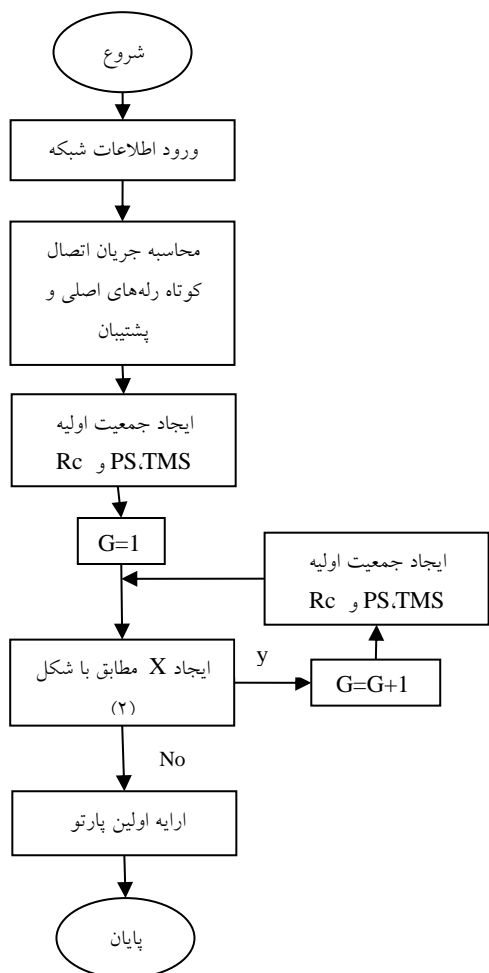 شروع
ورود اطلاعات شبکه
محاسبه جریان اتصال
کوتاه رله‌های اصلی و
پشتیبان
ایجاد جمعیت اولیه
PS،TMS و Rc
G=1
ایجاد جمعیت اولیه
PS،TMS و Rc
ایجاد X مطابق با شکل
(۲)
y
G=G+1
No
ارایه اولین پارتو
پایان